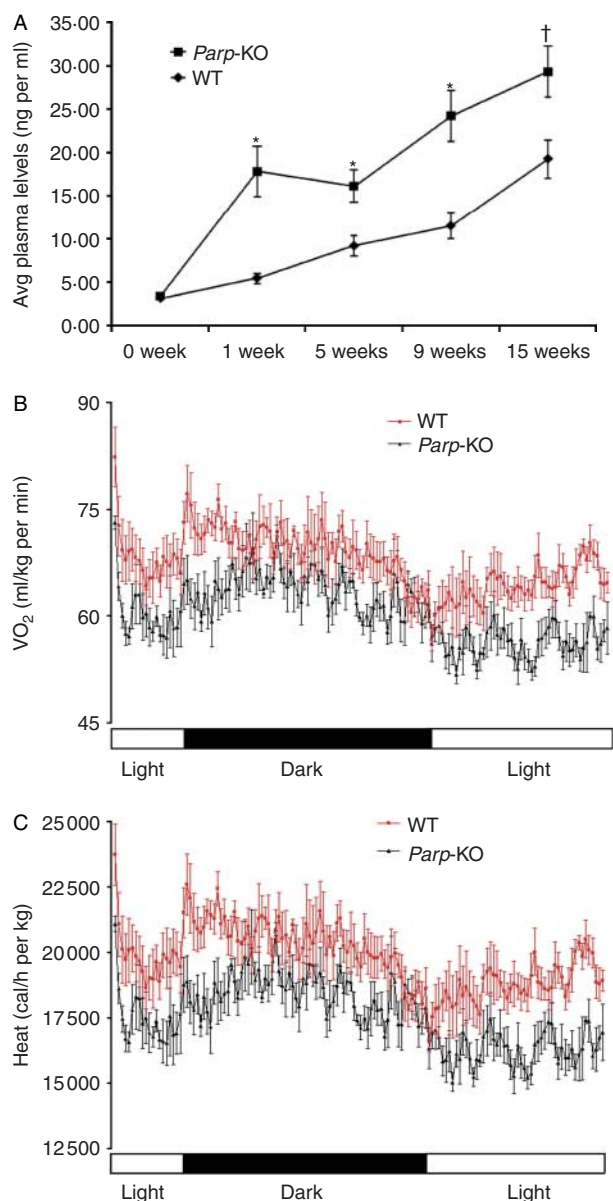 A
Avg plasma lelvels (ng per ml)
35·00
30·00
25·00
20·00
15·00
10·00
5·00
0·00
Parp-KO
WT
*
*
*
†
0 week 1 week 5 weeks 9 weeks 15 weeks
B
VO2 (ml/kg per min)
90
75
60
45
WT
Parp-KO
Light Dark Light
C
Heat (cal/h per kg)
25 000
22 500
20 000
17 500
15 000
12 500
WT
Parp-KO
Light Dark Light